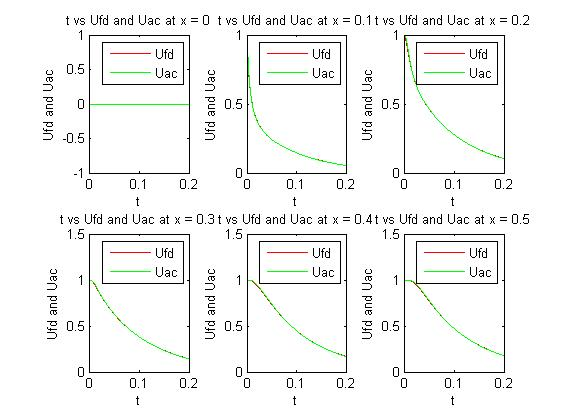 t vs Ufd and Uac at x = 0
t vs Ufd and Uac at x = 0.1
t vs Ufd and Uac at x = 0.2
1
0.5
0
-0.5
-1
Ufd and Uac
0 0.1 0.2
t
Ufd
Uac
1
0.5
0
Ufd and Uac
0 0.1 0.2
t
Ufd
Uac
1
0.5
0
Ufd and Uac
0 0.1 0.2
t
Ufd
Uac
t vs Ufd and Uac at x = 0.3
t vs Ufd and Uac at x = 0.4
t vs Ufd and Uac at x = 0.5
1.5
1
0.5
0
Ufd and Uac
0 0.1 0.2
t
Ufd
Uac
1.5
1
0.5
0
Ufd and Uac
0 0.1 0.2
t
Ufd
Uac
1.5
1
0.5
0
Ufd and Uac
0 0.1 0.2
t
Ufd
Uac